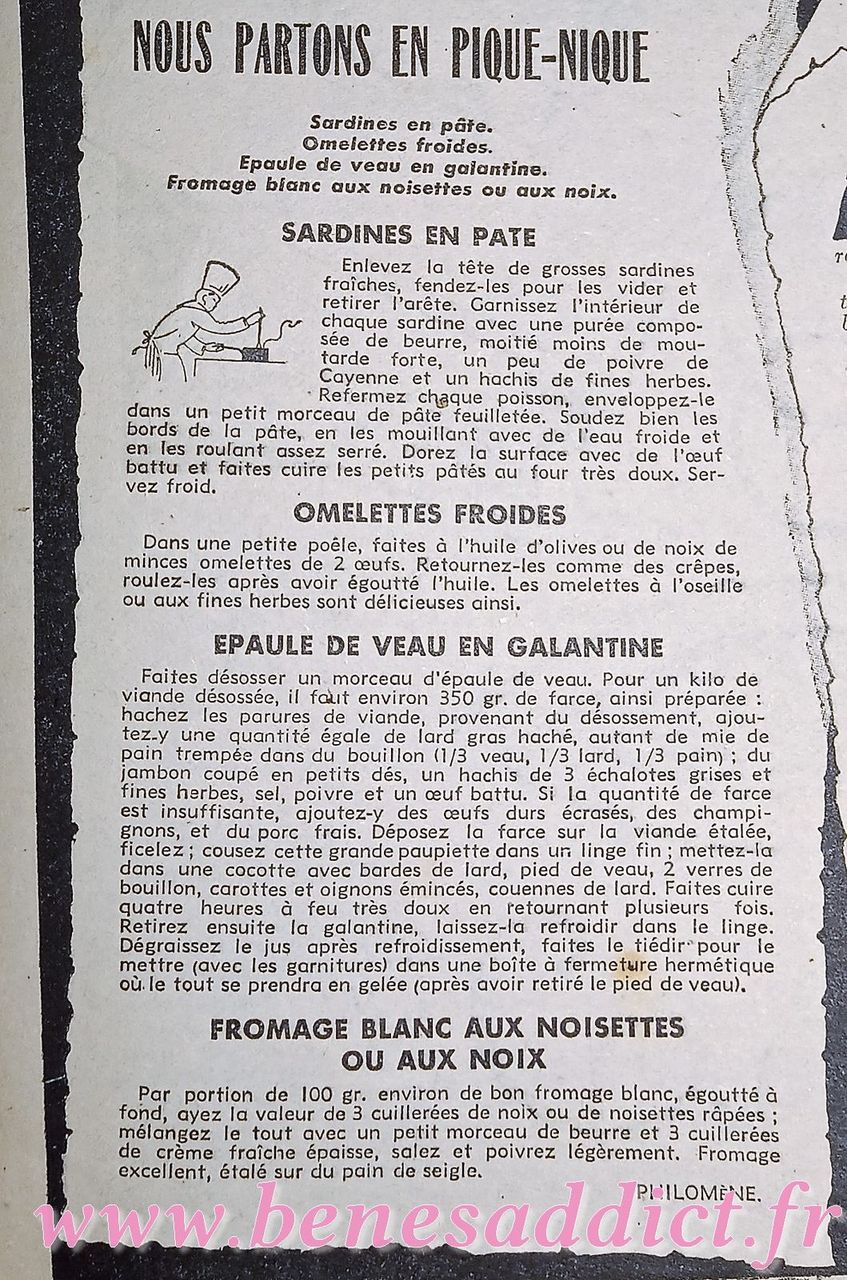 NOUS PARTONS EN PIQUE-NIQUE
Sardines en pâte.
Omelettes froides.
Epaule de veau en galantine.
Fromage blanc aux noisettes ou aux noix.
SARDINES EN PATE
Enlevez la tête de grosses sardines
fraîches, fendez-les pour les vider et
retirer l'arête. Garnissez l'intérieur de
chaque sardine avec une purée compo-
sée de beurre, moitié moins de mou-
tarde forte, un peu de poivre de
Cayenne et un hachis de fines herbes.
Refermez chaque poisson, enveloppez-le
dans un petit morceau de pâte feuilletée. Soudez bien les
bords de la pâte, en les mouillant avec de l'eau froide et
en les roulant assez serré. Dorez la surface avec de l'œuf
battu et faites cuire les petits pâtés au four très doux. Ser-
vez froid.
OMELETTES FROIDES
Dans une petite poêle, faites à l'huile d'olives ou de noix de
minces omelettes de 2 œufs. Retournez-les comme des crêpes,
roulez-les après avoir égoutté l'huile. Les omelettes à l'oseille
ou aux fines herbes sont délicieuses ainsi.
EPAULE DE VEAU EN GALANTINE
Faites désosser un morceau d'épaule de veau. Pour un kilo de
viande désossée, il faut environ 350 gr. de farce, ainsi préparée :
hachez les parures de viande, provenant du désossement, ajou-
tez-y une quantité égale de lard gras haché, autant de mie de
pain trempée dans du bouillon (1/3 veau, 1/3 lard, 1/3 pain) ; du
jambon coupé en petits dés, un hachis de 3 échalotes grises et
fines herbes, sel, poivre et un œuf battu. Si la quantité de farce
est insuffisante, ajoutez-y des œufs durs écrasés, des champi-
gnons, et du porc frais. Déposez la farce sur la viande étalée,
ficelez ; cousez cette grande paupiette dans un linge fin ; mettez-la
dans une cocotte avec bardes de lard, pied de veau, 2 verres de
bouillon, carottes et oignons émincés, couennes de lard. Faites cuire
quatre heures à feu très doux en retournant plusieurs fois.
Retirez ensuite la galantine, laissez-la refroidir dans le linge.
Dégraissez le jus après refroidissement, faites le tiédir pour le
mettre (avec les garnitures) dans une boîte à fermeture hermétique
où le tout se prendra en gelée (après avoir retiré le pied de veau).
FROMAGE BLANC AUX NOISETTES
OU AUX NOIX
Par portion de 100 gr. environ de bon fromage blanc, égoutté à
fond, ayez la valeur de 3 cuillerées de noix ou de noisettes râpées ;
mélangez le tout avec un petit morceau de beurre et 3 cuillerées
de crème fraîche épaisse, salez et poivrez légèrement. Fromage
excellent, étalé sur du pain de seigle.
PHILOMÈNE.
www.benesaddict.fr